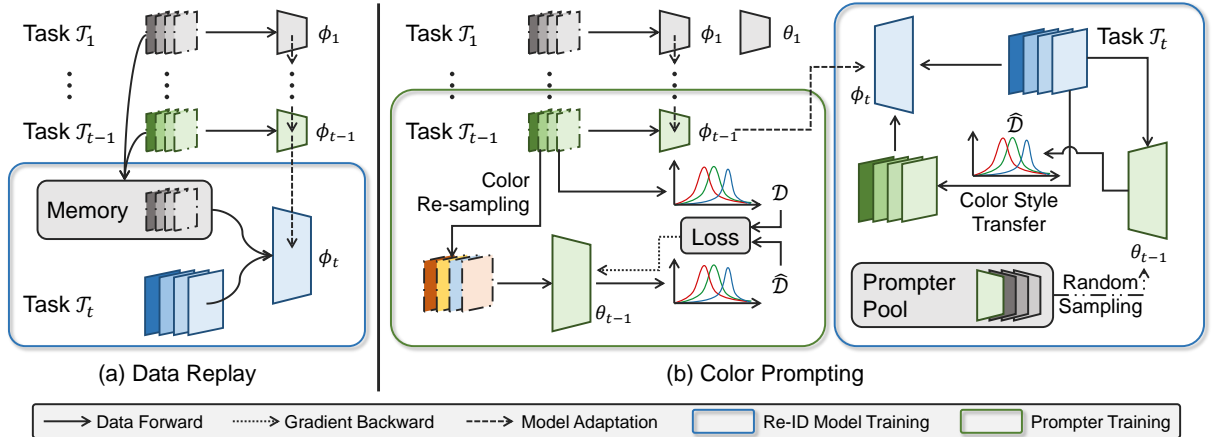 Task 𝒯₁
ϕ₁
⋮
⋮
⋮
Task 𝒯ₜ₋₁
ϕₜ₋₁
Memory
ϕₜ
Task 𝒯ₜ
(a) Data Replay
Task 𝒯₁
ϕ₁
θ₁
⋮
⋮
⋮
Task 𝒯ₜ₋₁
ϕₜ₋₁
Color
Re-sampling
𝒟
Loss
𝒟̂
θₜ₋₁
Task 𝒯ₜ
ϕₜ
𝒟̂
Color Style
Transfer
θₜ₋₁
Prompter
Pool
Random
Sampling
(b) Color Prompting
Data Forward
Gradient Backward
Model Adaptation
Re-ID Model Training
Prompter Training